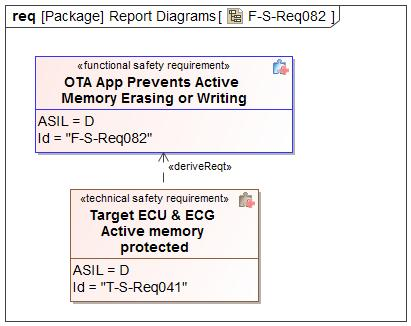 req [Package] Report Diagrams [ F-S-Req082 ]
«functional safety requirement»
OTA App Prevents Active
Memory Erasing or Writing
ASIL = D
Id = "F-S-Req082"
«deriveReqt»
«technical safety requirement»
Target ECU & ECG
Active memory
protected
ASIL = D
Id = "T-S-Req041"